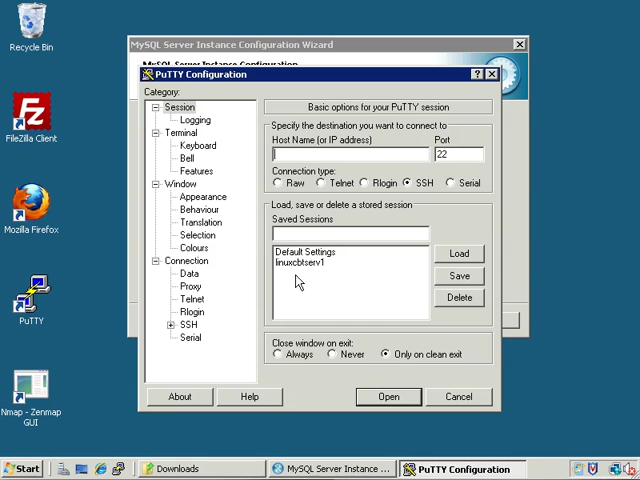 Recycle Bin
FileZilla Client
Mozilla Firefox
PuTTY
Nmap - Zenmap
GUI
MySQL Server Instance Configuration Wizard
MySQL Server Instance Configuration
PuTTY Configuration
Category:
Session
Logging
Terminal
Keyboard
Bell
Features
Window
Appearance
Behaviour
Translation
Selection
Colours
Connection
Data
Proxy
Telnet
Rlogin
SSH
Serial
Basic options for your PuTTY session
Specify the destination you want to connect to
Host Name (or IP address)
Port
22
Connection type:
Raw Telnet Rlogin SSH Serial
Load, save or delete a stored session
Saved Sessions
Default Settings
linuxcbtserv1
Load
Save
Delete
Close window on exit:
Always Never Only on clean exit
About Help Open Cancel
Start Downloads MySQL Server Instance ... PuTTY Configuration